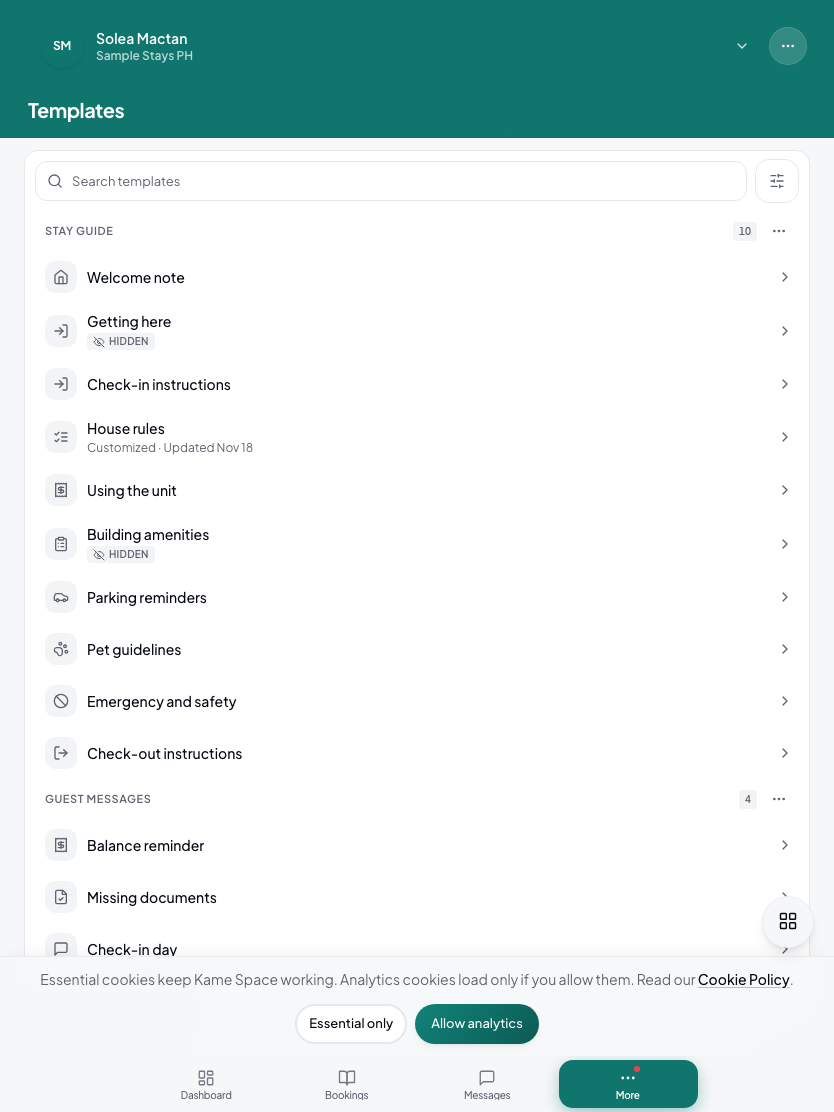 SM
Solea Mactan
Sample Stays PH
Templates
Search templates
STAY GUIDE
10
Welcome note
Getting here
HIDDEN
Check-in instructions
House rules
Customized · Updated Nov 18
Using the unit
Building amenities
HIDDEN
Parking reminders
Pet guidelines
Emergency and safety
Check-out instructions
GUEST MESSAGES
4
Balance reminder
Missing documents
Check-in day
Essential cookies keep Kame Space working. Analytics cookies load only if you allow them. Read our Cookie Policy.
Essential only
Allow analytics
Dashboard
Bookings
Messages
More